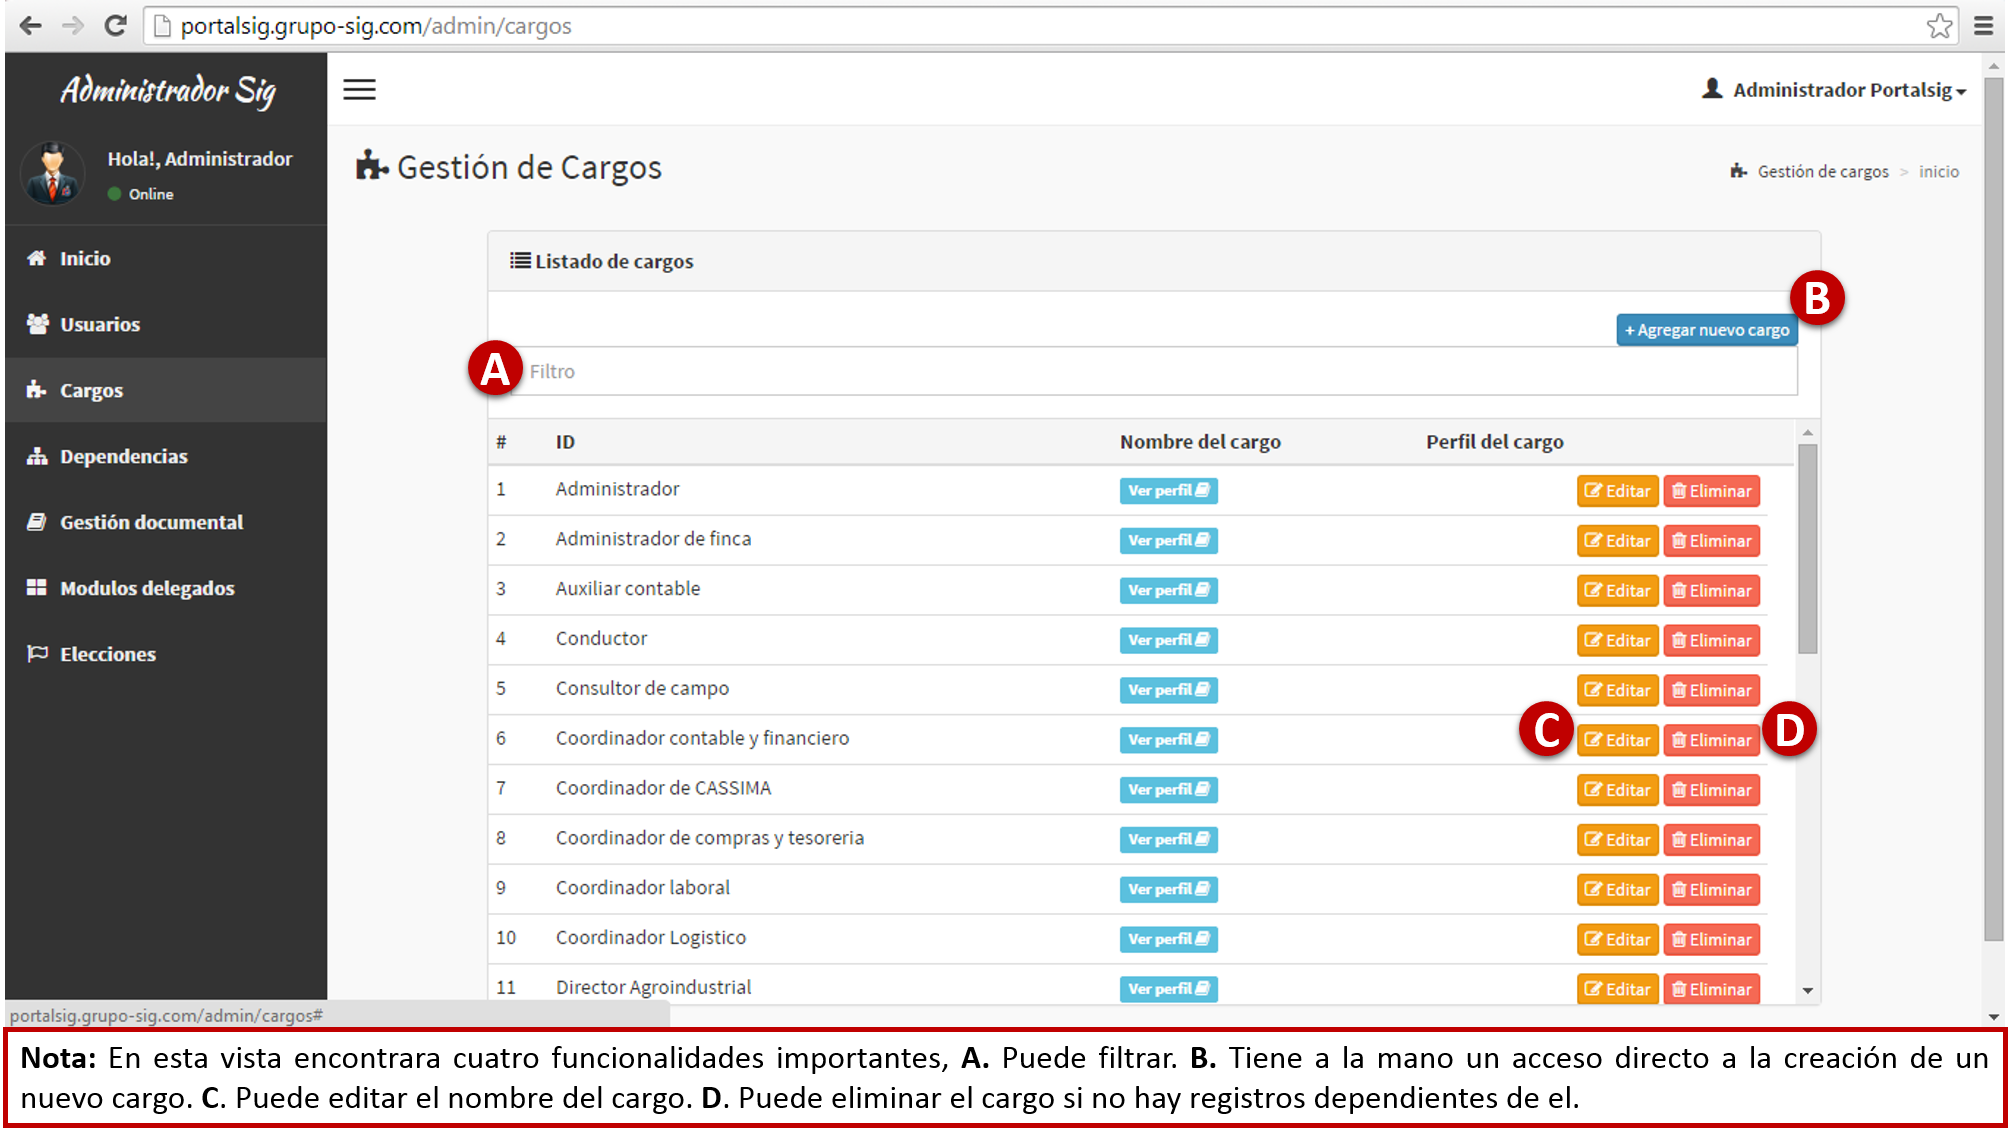 portalsig.grupo-sig.com/admin/cargos
Administrador Sig
Administrador Portalsig
Hola!, Administrador
Online
Gestión de Cargos
Gestión de cargos > inicio
Inicio
Usuarios
Cargos
Dependencias
Gestión documental
Modulos delegados
Elecciones
Listado de cargos
B
+ Agregar nuevo cargo
A Filtro
# ID Nombre del cargo Perfil del cargo
1 Administrador Ver perfil Editar Eliminar
2 Administrador de finca Ver perfil Editar Eliminar
3 Auxiliar contable Ver perfil Editar Eliminar
4 Conductor Ver perfil Editar Eliminar
5 Consultor de campo Ver perfil Editar Eliminar
6 Coordinador contable y financiero Ver perfil C Editar Eliminar D
7 Coordinador de CASSIMA Ver perfil Editar Eliminar
8 Coordinador de compras y tesoreria Ver perfil Editar Eliminar
9 Coordinador laboral Ver perfil Editar Eliminar
10 Coordinador Logistico Ver perfil Editar Eliminar
11 Director Agroindustrial Ver perfil Editar Eliminar
portalsig.grupo-sig.com/admin/cargos#
Nota: En esta vista encontrara cuatro funcionalidades importantes, A. Puede filtrar. B. Tiene a la mano un acceso directo a la creación de un
nuevo cargo. C. Puede editar el nombre del cargo. D. Puede eliminar el cargo si no hay registros dependientes de el.